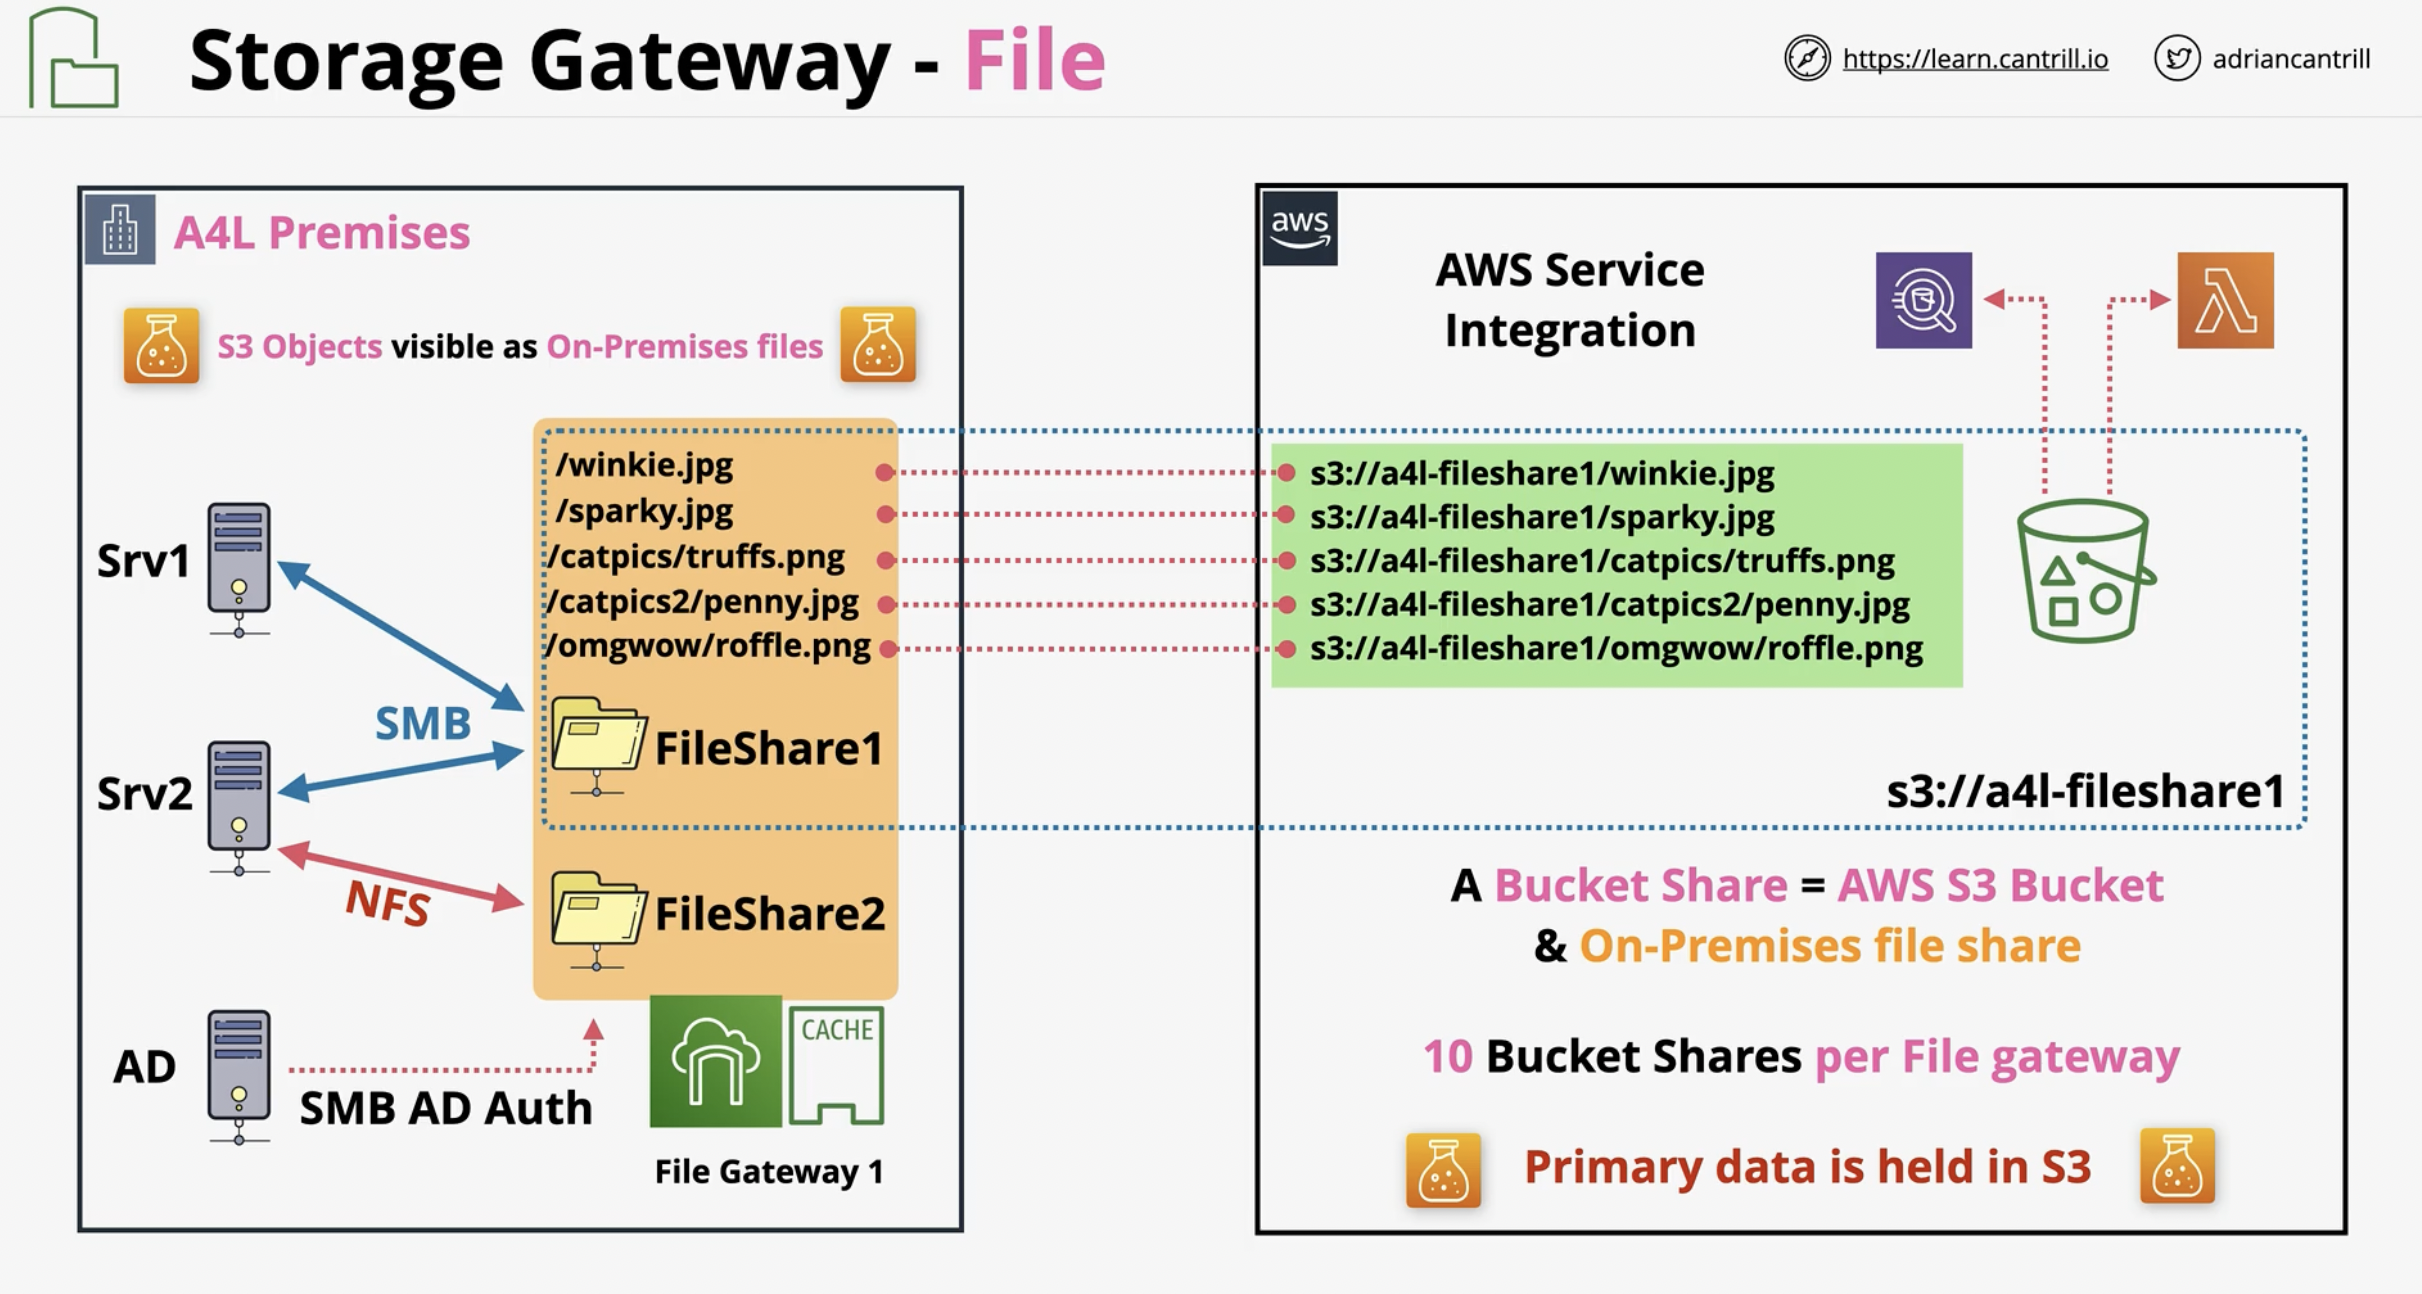 Storage Gateway - File
https://learn.cantrill.io
adriancantrill
A4L Premises
S3 Objects visible as On-Premises files
/winkie.jpg
/sparky.jpg
/catpics/truffs.png
/catpics2/penny.jpg
/omgwow/roffle.png
Srv1
SMB
FileShare1
Srv2
NFS
FileShare2
AD
SMB AD Auth
CACHE
File Gateway 1
aws
AWS Service
Integration
s3://a4l-fileshare1/winkie.jpg
s3://a4l-fileshare1/sparky.jpg
s3://a4l-fileshare1/catpics/truffs.png
s3://a4l-fileshare1/catpics2/penny.jpg
s3://a4l-fileshare1/omgwow/roffle.png
s3://a4l-fileshare1
A Bucket Share = AWS S3 Bucket
& On-Premises file share
10 Bucket Shares per File gateway
Primary data is held in S3